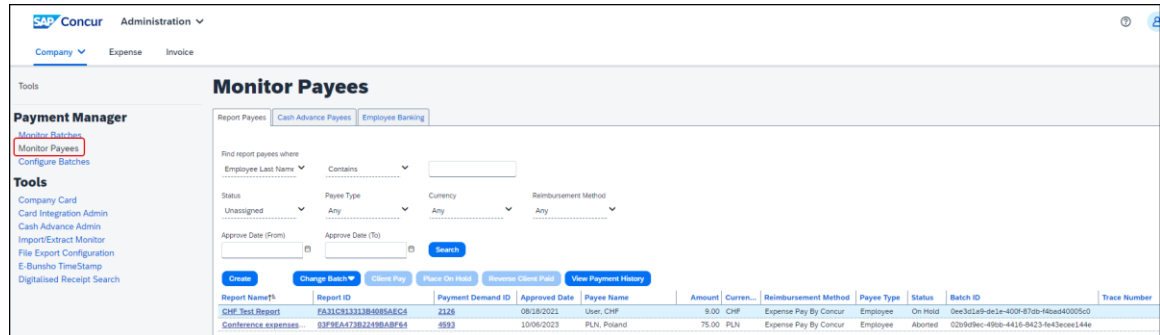 SAP Concur Administration
Company Expense Invoice
Tools
Monitor Payees
Payment Manager
Report Payees Cash Advance Payees Employee Banking
Monitor Batches
Monitor Payees
Configure Batches
Find report payees where
Employee Last Name Contains
Tools
Status Payee Type Currency Reimbursement Method
Company Card
Unassigned Any Any Any
Card Integration Admin
Cash Advance Admin
Import/Extract Monitor
Approve Date (From) Approve Date (To)
File Export Configuration
Search
E-Bunsho TimeStamp
Digitalised Receipt Search
Create Change Batch Client Pay Place On Hold Reverse Client Paid View Payment History
Report Name Report ID Payment Demand ID Approved Date Payee Name Amount Curren... Reimbursement Method Payee Type Status Batch ID Trace Number
CHF Test Report FA31C913313B4085AEC4 2126 08/18/2021 User, CHF 9.00 CHF Expense Pay By Concur Employee On Hold 0ee3d1a9-de1e-400f-87db-f4bad40005c0
Conference expenses... 03F9EA473B2249BABF64 4593 10/06/2023 PLN, Poland 75.00 PLN Expense Pay By Concur Employee Aborted 02b9d9ec-49bb-4416-8423-fe43ecee144e